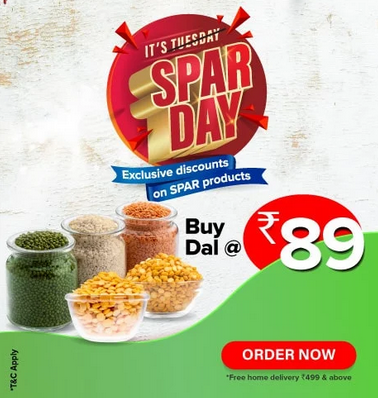 IT'S TUESDAY
SPAR
DAY
Exclusive discounts
on SPAR products
Buy
Dal @
₹89
ORDER NOW
*Free home delivery ₹499 & above
*T&C Apply